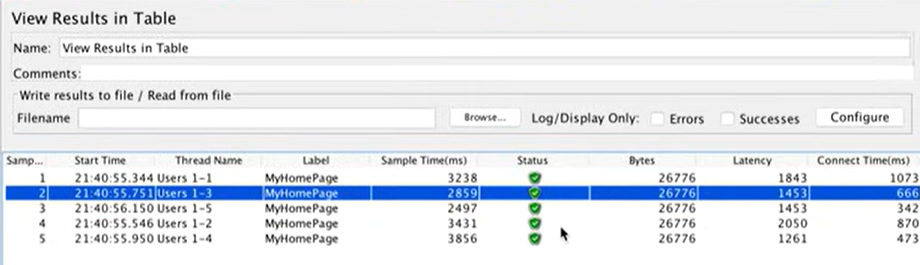 View Results in Table
Name: View Results in Table
Comments:
Write results to file / Read from file
Filename Browse... Log/Display Only: Errors Successes Configure
Samp... Start Time Thread Name Label Sample Time(ms) Status Bytes Latency Connect Time(ms)
1 21:40:55.344 Users 1-1 MyHomePage 3238 26776 1843 1073
2 21:40:55.751 Users 1-3 MyHomePage 2859 26776 1453 666
3 21:40:56.150 Users 1-5 MyHomePage 2497 26776 1453 342
4 21:40:55.546 Users 1-2 MyHomePage 3431 26776 2050 870
5 21:40:55.950 Users 1-4 MyHomePage 3856 26776 1261 473